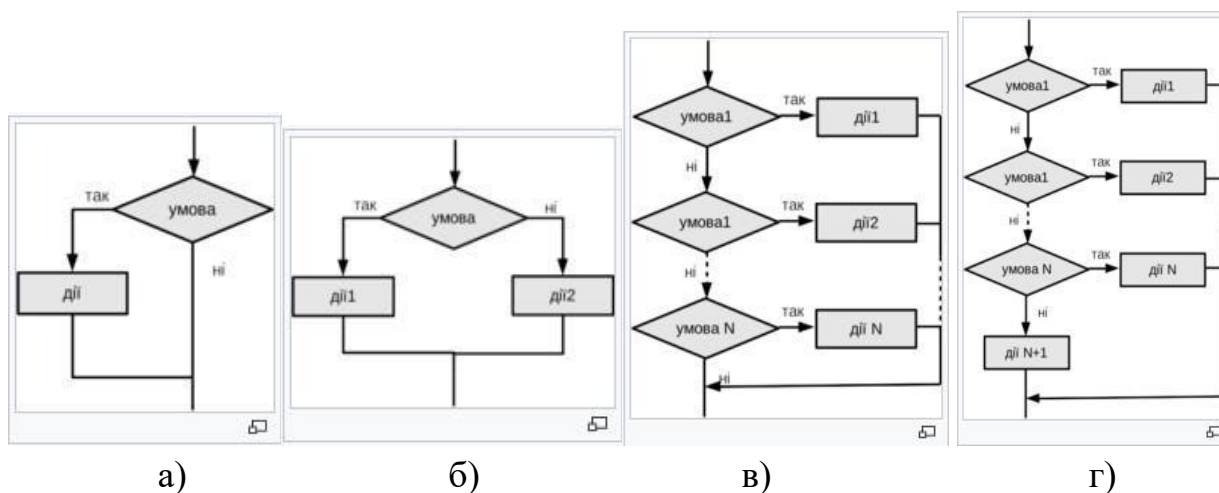 умова
так
ні
дії
а)
умова
так
ні
дії1
дії2
б)
умова1
так
дії1
ні
умова1
так
дії2
ні
умова N
так
дії N
ні
в)
умова1
так
дії1
ні
умова1
так
дії2
ні
умова N
так
дії N
ні
дії N+1
г)